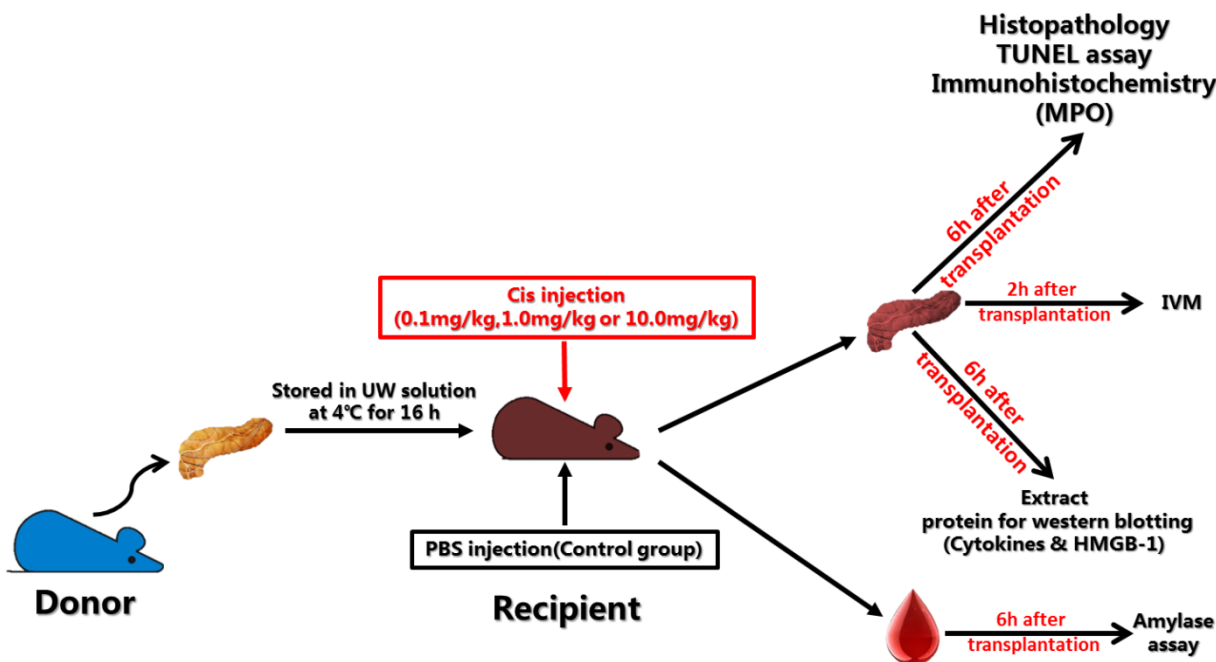 Histopathology
TUNEL assay
Immunohistochemistry
(MPO)
6h after
transplantation
Cis injection
(0.1mg/kg,1.0mg/kg or 10.0mg/kg)
2h after
transplantation
IVM
Stored in UW solution
at 4℃ for 16 h
6h after
transplantation
Extract
protein for western blotting
(Cytokines & HMGB-1)
PBS injection(Control group)
Donor
Recipient
6h after
transplantation
Amylase
assay